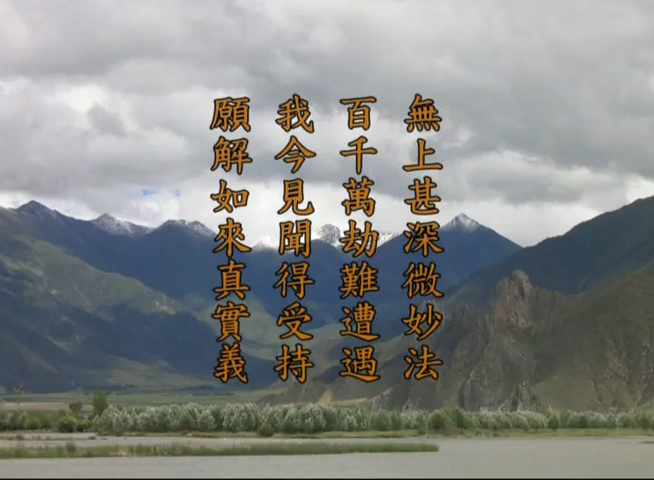 無上甚深微妙法
百千萬劫難遭遇
我今見聞得受持
願解如來真實義